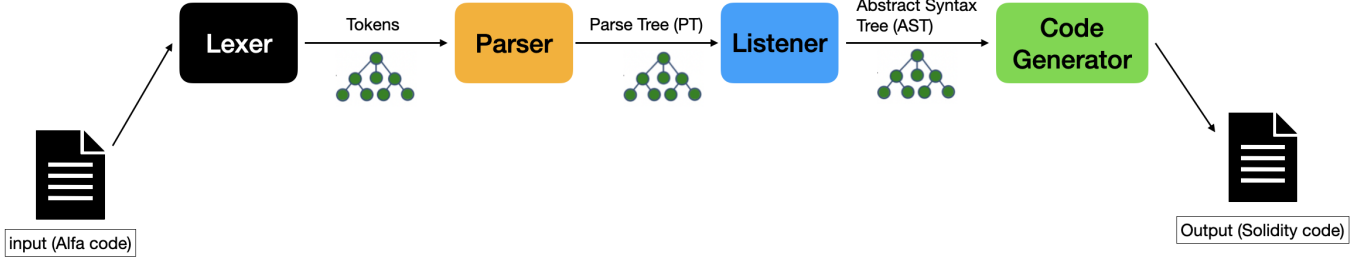 Lexer
Tokens
Parser
Parse Tree (PT)
Listener
Abstract Syntax
Tree (AST)
Code
Generator
input (Alfa code)
Output (Solidity code)